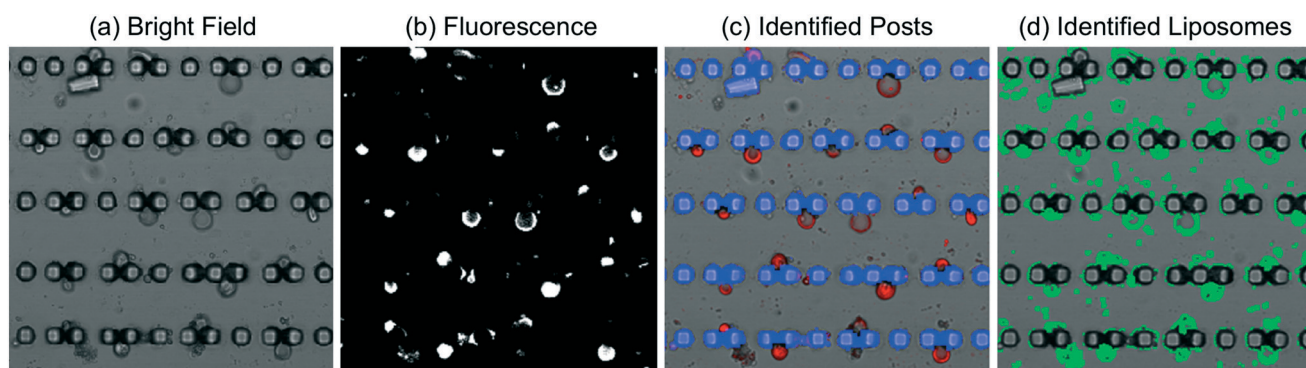 (a) Bright Field
(b) Fluorescence
(c) Identified Posts
(d) Identified Liposomes